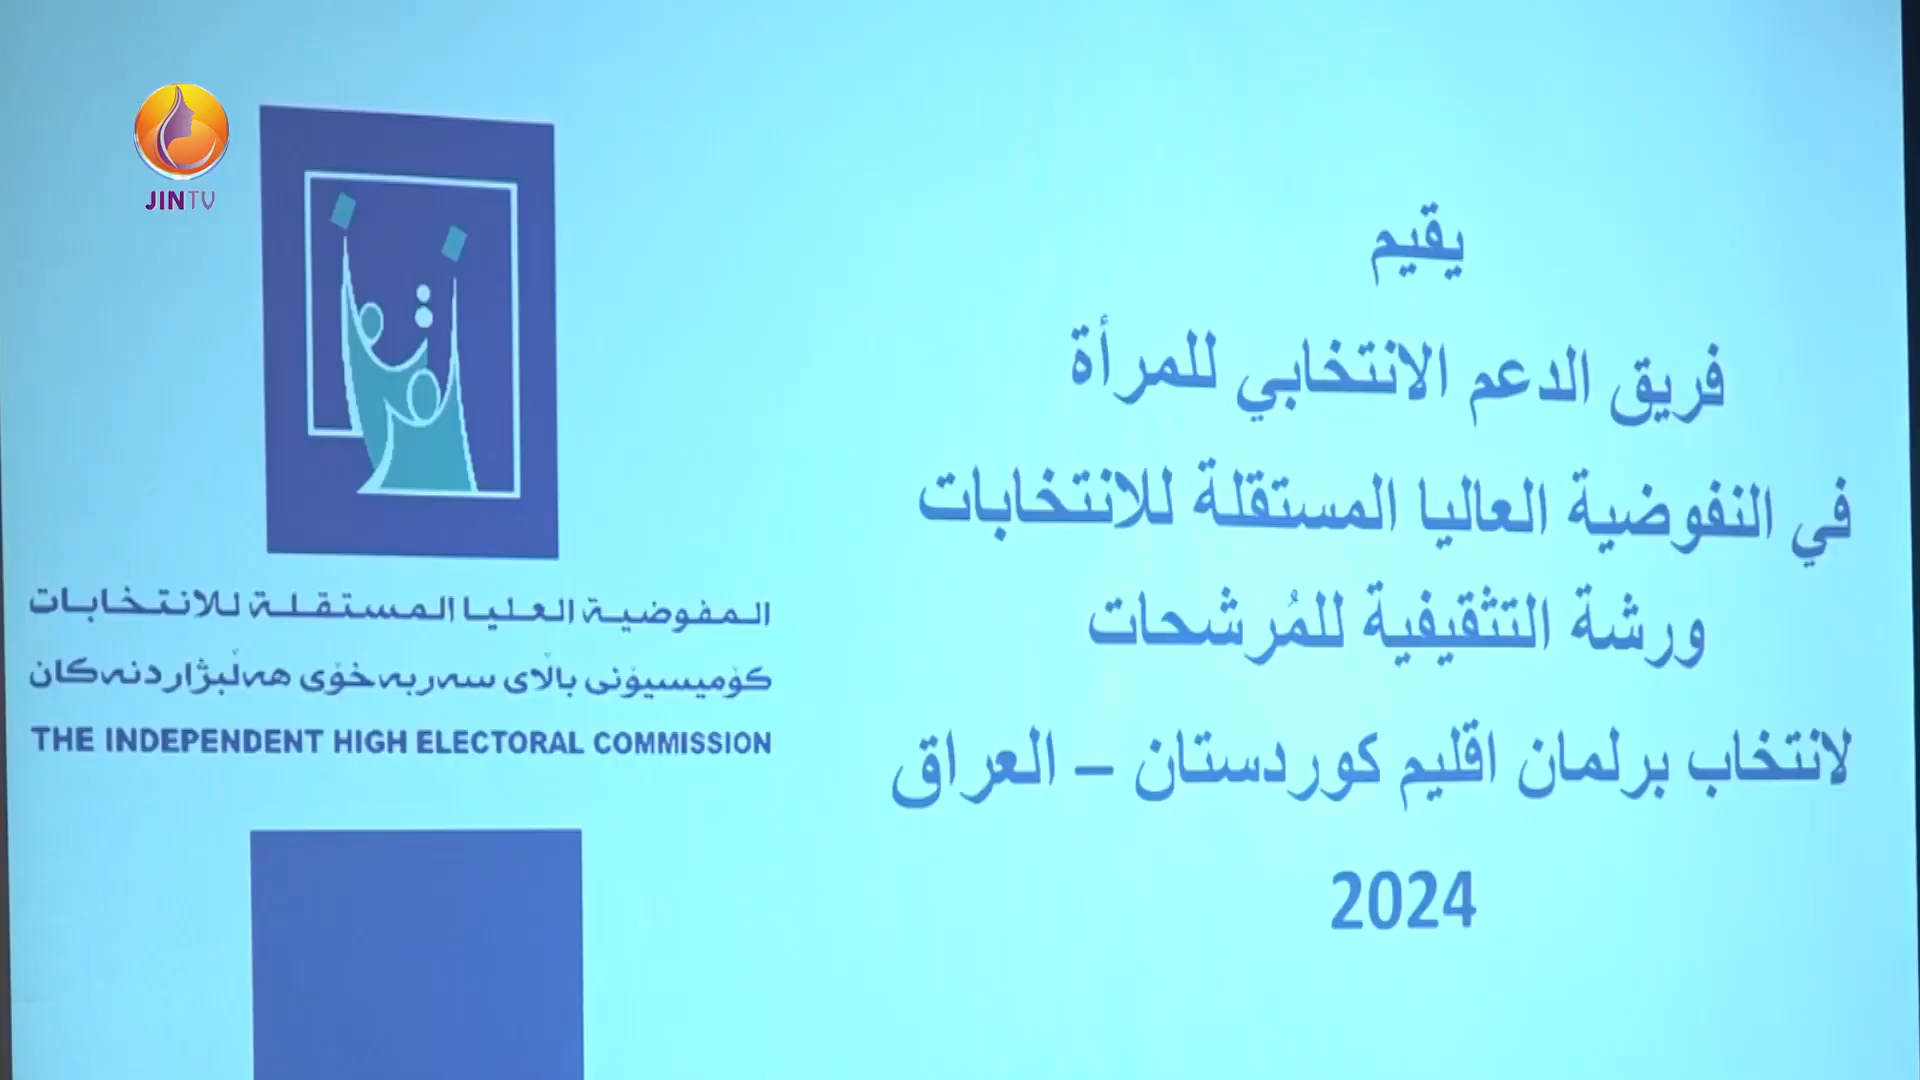 JINTV
المفوضية العليا المستقلة للانتخابات
كۆمیسیۆنی باڵای سەربەخۆی هەڵبژاردنەکان
THE INDEPENDENT HIGH ELECTORAL COMMISSION
يقيم
فريق الدعم الانتخابي للمرأة
في النفوضية العاليا المستقلة للانتخابات
ورشة التثقيفية للمُرشحات
لانتخاب برلمان اقليم كوردستان – العراق
2024